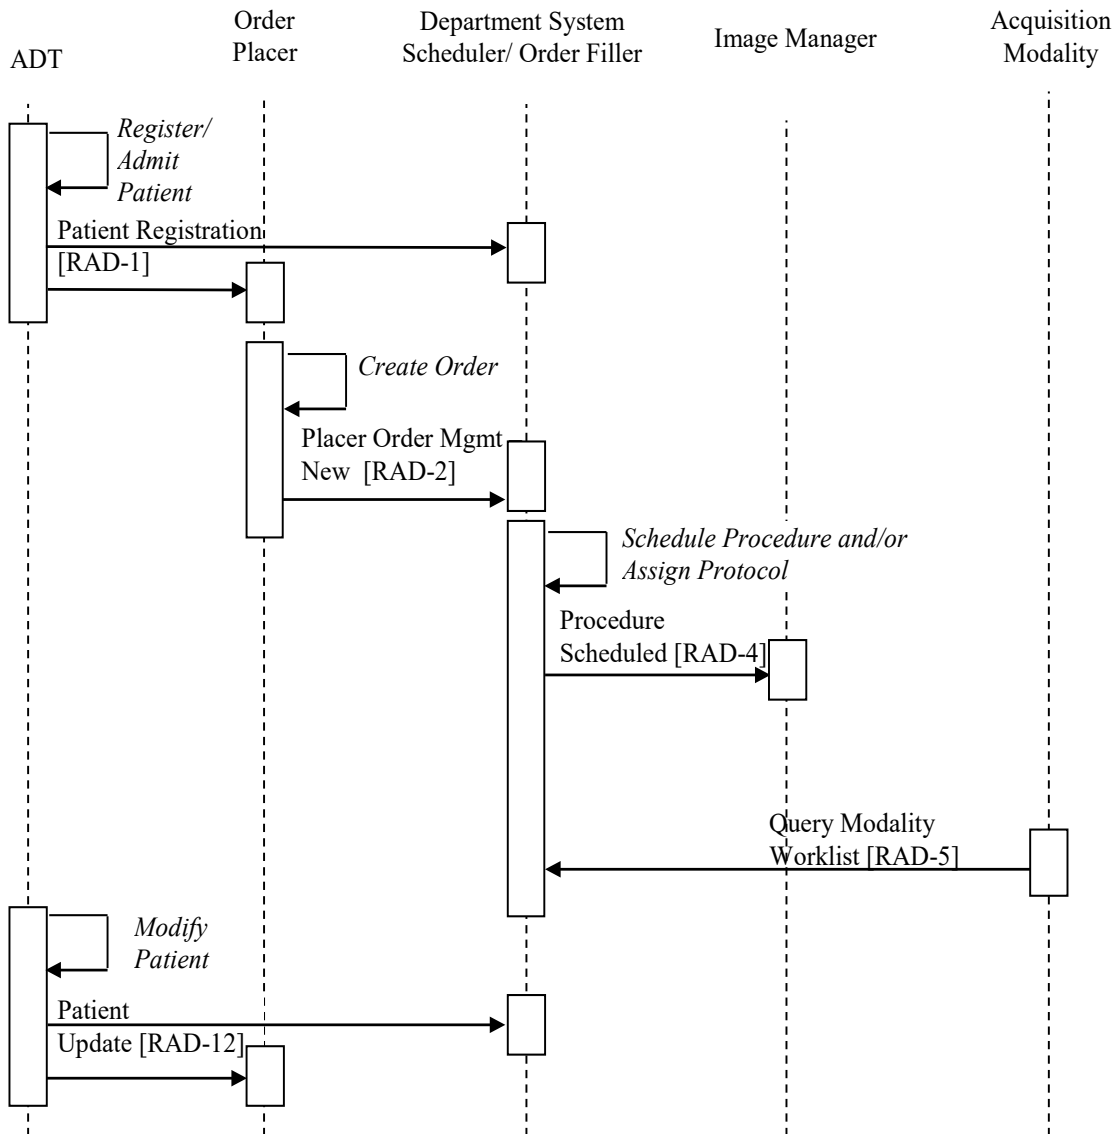 ADT
Order
Placer
Department System
Scheduler/ Order Filler
Image Manager
Acquisition
Modality
Register/
Admit
Patient
Patient Registration
[RAD-1]
Create Order
Placer Order Mgmt
New [RAD-2]
Schedule Procedure and/or
Assign Protocol
Procedure
Scheduled [RAD-4]
Query Modality
Worklist [RAD-5]
Modify
Patient
Patient
Update [RAD-12]